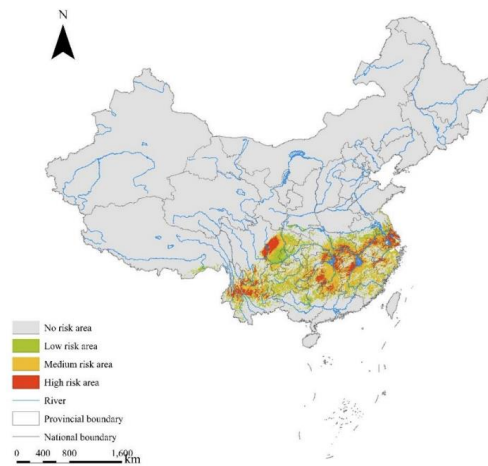 N
No risk area
Low risk area
Medium risk area
High risk area
River
Provincial boundary
National boundary
0 400 800 1,600
km